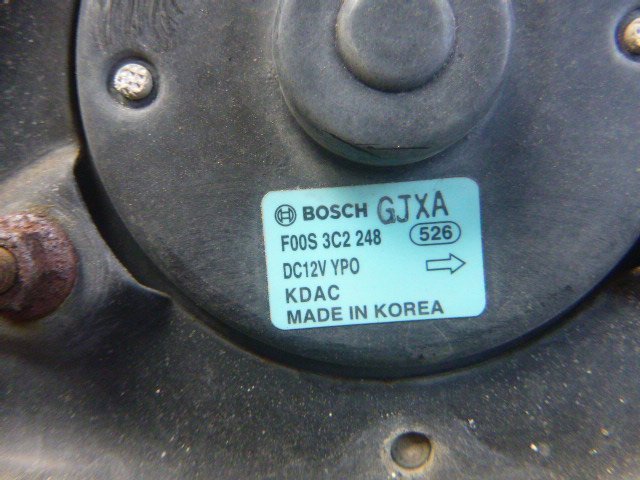 BOSCH GJXA
F00S 3C2 248 526
DC12V YPO
KDAC
MADE IN KOREA